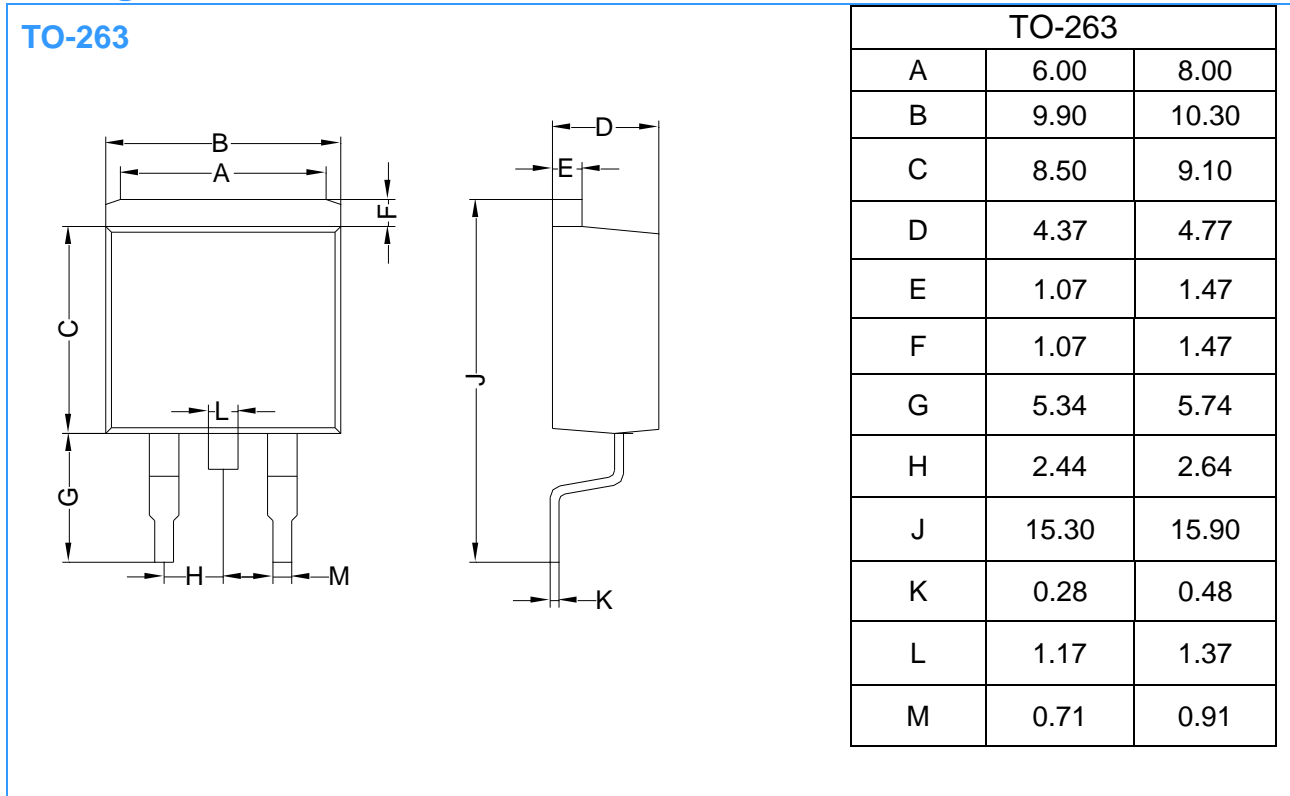 TO-263
B
A
D
E
F
C
J
L
G
H
M
K
TO-263
A 6.00 8.00
B 9.90 10.30
C 8.50 9.10
D 4.37 4.77
E 1.07 1.47
F 1.07 1.47
G 5.34 5.74
H 2.44 2.64
J 15.30 15.90
K 0.28 0.48
L 1.17 1.37
M 0.71 0.91